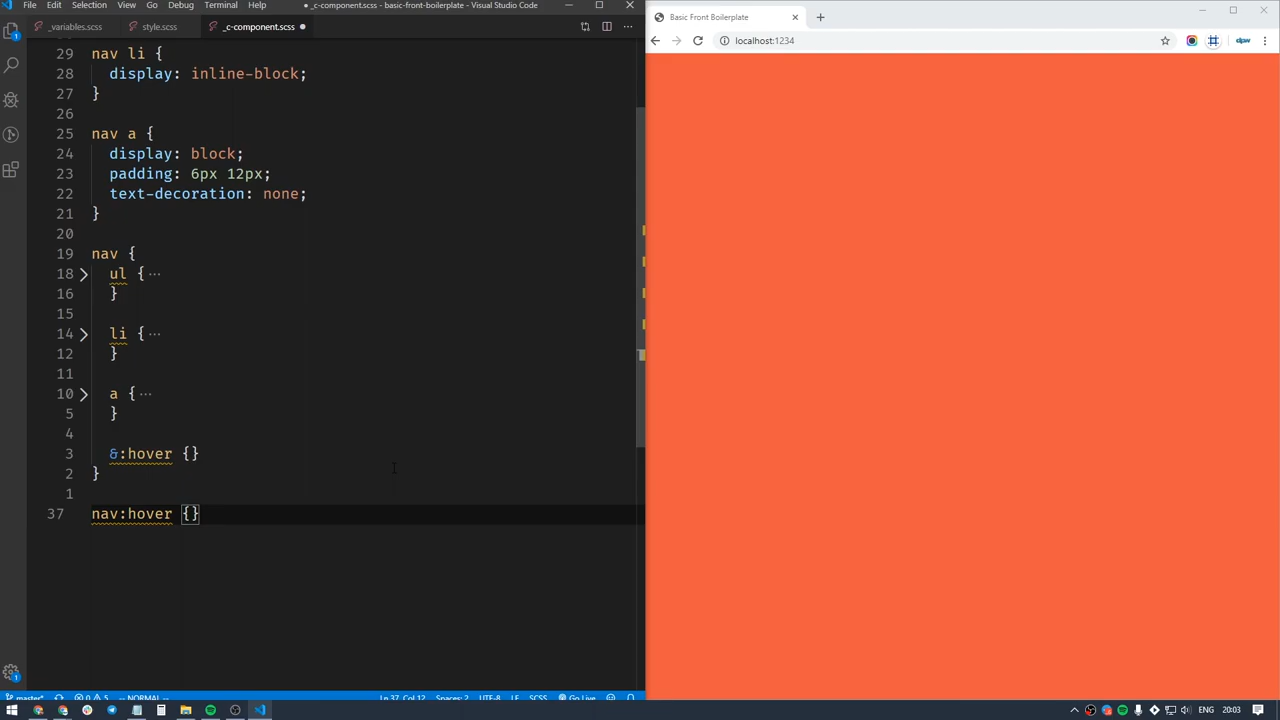 File Edit Selection View Go Debug Terminal Help ● _c-component.scss - basic-front-boilerplate - Visual Studio Code
_variables.scss style.scss _c-component.scss ●
29 nav li {
28 display: inline-block;
27 }
26
25 nav a {
24 display: block;
23 padding: 6px 12px;
22 text-decoration: none;
21 }
20
19 nav {
18 ul { ···
16 }
15
14 li { ···
12 }
11
10 a { ···
5 }
4
3 &:hover {}
2 }
1
37 nav:hover {}
master* 0 5 -- NORMAL -- Ln 37, Col 12 Spaces: 2 UTF-8 LF SCSS Go Live
Basic Front Boilerplate
localhost:1234
dpw
ENG 20:03